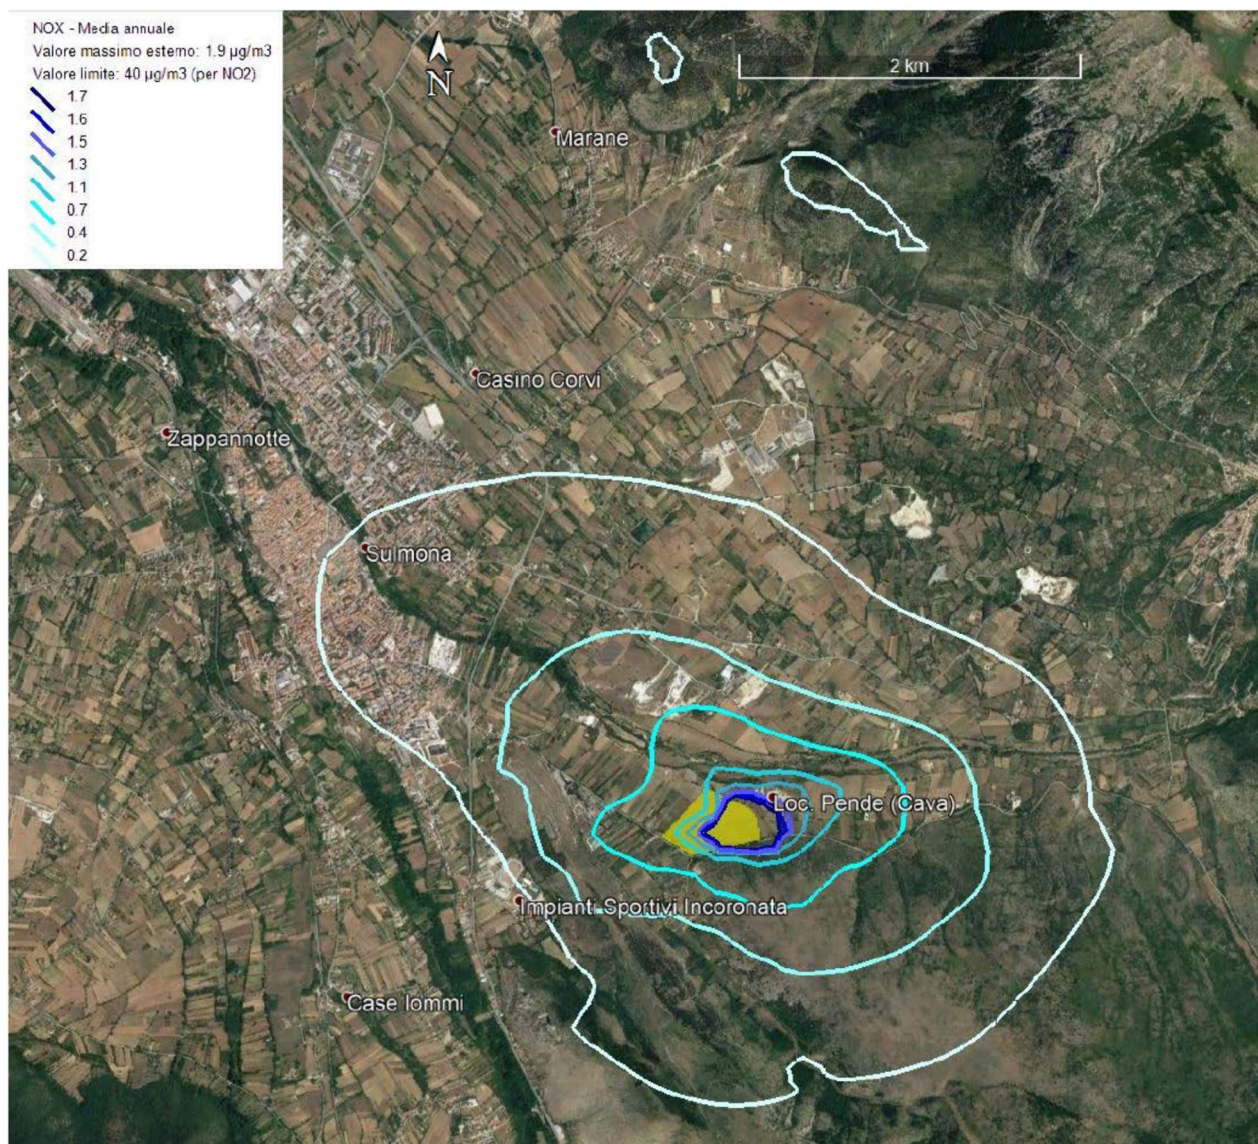 NOX - Media annuale
Valore massimo esterno: 1.9 µg/m3
Valore limite: 40 µg/m3 (per NO2)
1.7
1.6
1.5
1.3
1.1
0.7
0.4
0.2
N
2 km
Marane
Casino Corvi
Zappannotte
Sulmona
Loc. Pende (Cava)
Impianti Sportivi Incoronata
Case Iommi